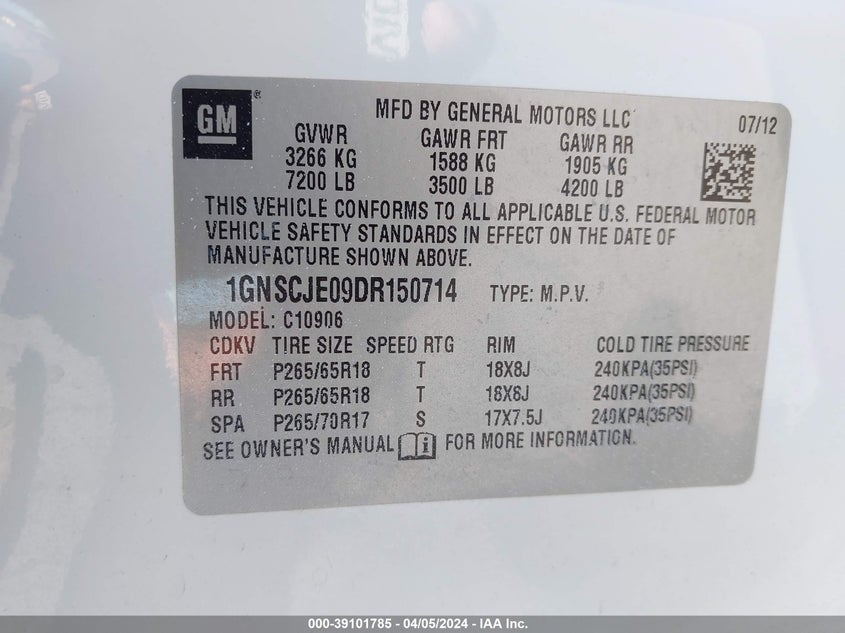 GM®
MFD BY GENERAL MOTORS LLC
07/12
GVWR GAWR FRT GAWR RR
3266 KG 1588 KG 1905 KG
7200 LB 3500 LB 4200 LB
THIS VEHICLE CONFORMS TO ALL APPLICABLE U.S. FEDERAL MOTOR
VEHICLE SAFETY STANDARDS IN EFFECT ON THE DATE OF
MANUFACTURE SHOWN ABOVE.
1GNSCJE09DR150714 TYPE: M.P.V.
MODEL: C10906
CDKV TIRE SIZE SPEED RTG RIM COLD TIRE PRESSURE
FRT P265/65R18 T 18X8J 240KPA(35PSI)
RR P265/65R18 T 18X8J 240KPA(35PSI)
SPA P265/70R17 S 17X7.5J 240KPA(35PSI)
SEE OWNER'S MANUAL i FOR MORE INFORMATION.
000-39101785 - 04/05/2024 - IAA Inc.